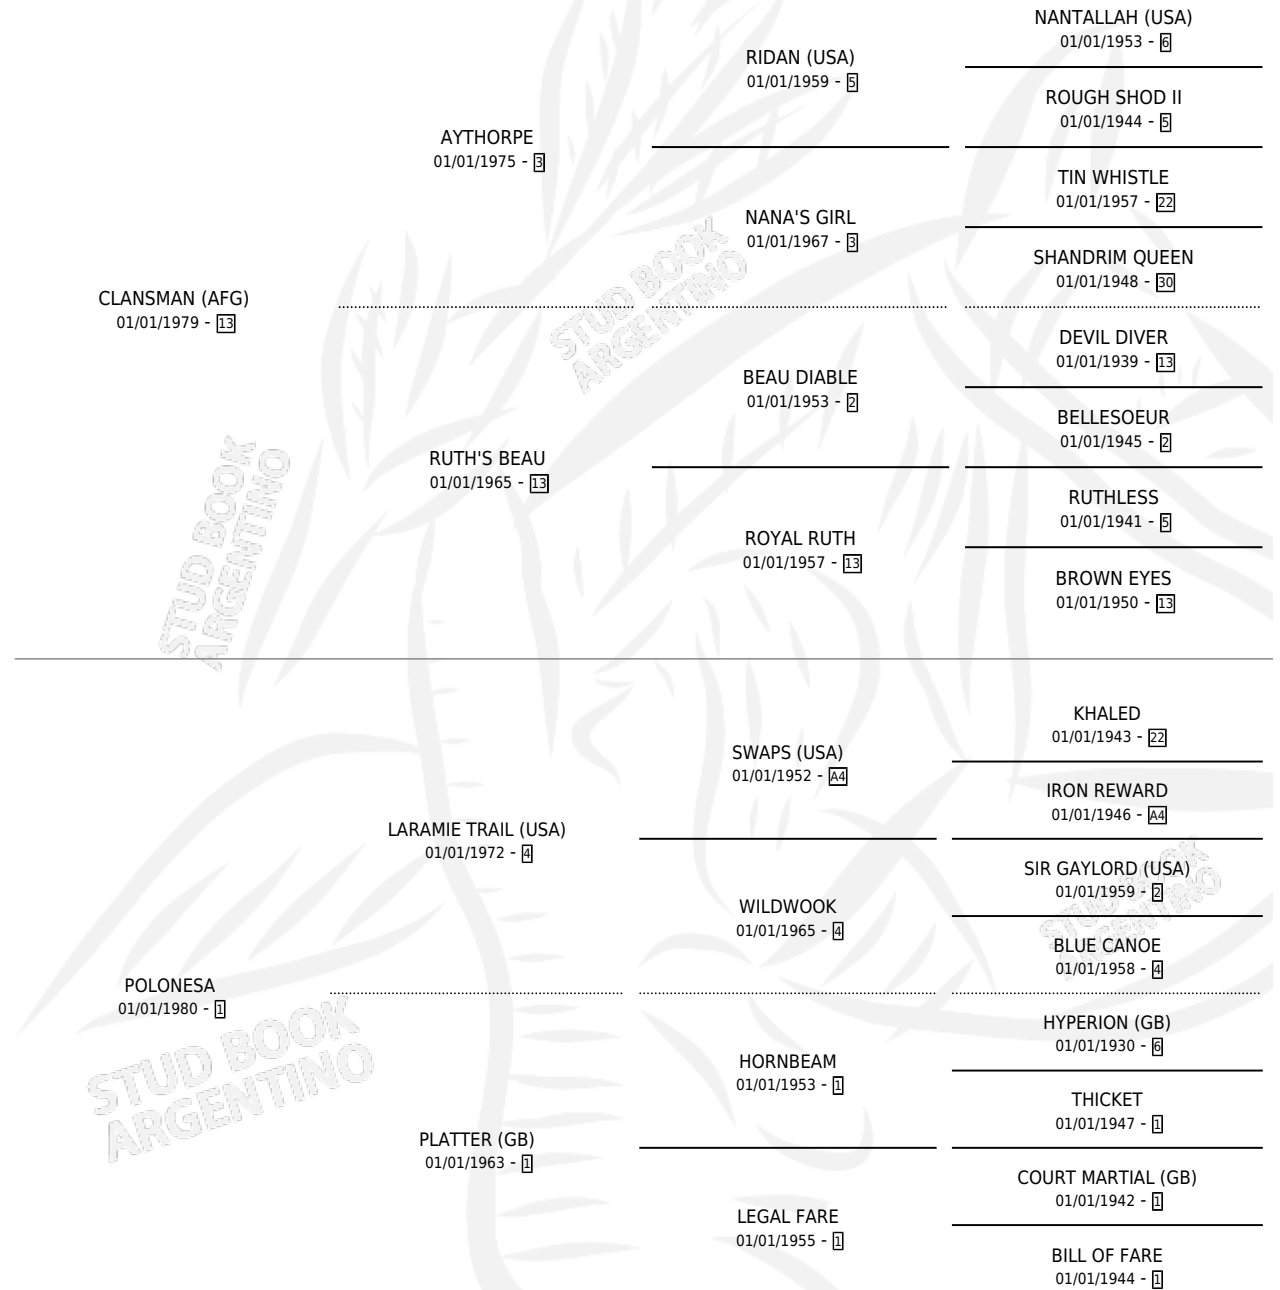 NANTALLAH (USA)
01/01/1953 - 6
RIDAN (USA)
01/01/1959 - 5
ROUGH SHOD II
01/01/1944 - 5
AYTHORPE
01/01/1975 - 3
TIN WHISTLE
01/01/1957 - 22
NANA'S GIRL
01/01/1967 - 3
SHANDRIM QUEEN
01/01/1948 - 30
CLANSMAN (AFG)
01/01/1979 - 13
DEVIL DIVER
01/01/1939 - 13
BEAU DIABLE
01/01/1953 - 2
BELLESOEUR
01/01/1945 - 2
RUTH'S BEAU
01/01/1965 - 13
RUTHLESS
01/01/1941 - 5
ROYAL RUTH
01/01/1957 - 13
BROWN EYES
01/01/1950 - 13
STUD BOOK
ARGENTINO
STUD BOOK
ARGENTINO
KHALED
01/01/1943 - 22
SWAPS (USA)
01/01/1952 - A4
IRON REWARD
01/01/1946 - A4
LARAMIE TRAIL (USA)
01/01/1972 - 4
SIR GAYLORD (USA)
01/01/1959 - 2
WILDWOOK
01/01/1965 - 4
BLUE CANOE
01/01/1958 - 4
POLONESA
01/01/1980 - 1
HYPERION (GB)
01/01/1930 - 6
HORNBEAM
01/01/1953 - 1
THICKET
01/01/1947 - 1
PLATTER (GB)
01/01/1963 - 1
COURT MARTIAL (GB)
01/01/1942 - 1
LEGAL FARE
01/01/1955 - 1
BILL OF FARE
01/01/1944 - 1
STUD BOOK
ARGENTINO
STUD BOOK
ARGENTINO